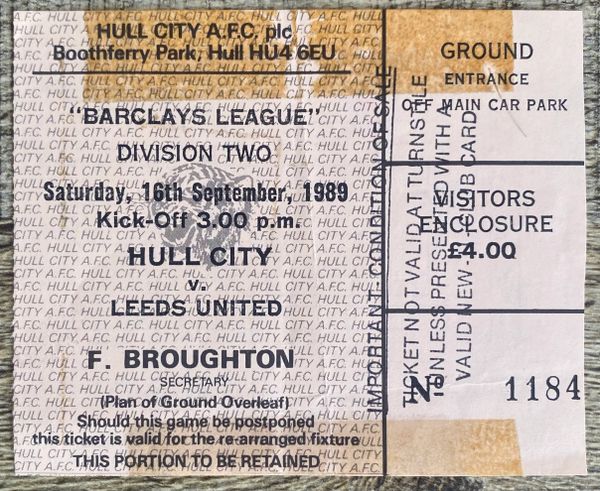 HULL CITY A.F.C. plc
Boothferry Park, Hull HU4 6EU
"BARCLAYS LEAGUE"
DIVISION TWO
Saturday, 16th September, 1989
Kick-Off 3.00 p.m.
HULL CITY
v.
LEEDS UNITED
F. BROUGHTON
SECRETARY
(Plan of Ground Overleaf)
Should this game be postponed
this ticket is valid for the re-arranged fixture
THIS PORTION TO BE RETAINED
IMPORTANT: CONDITION OF SALE
TICKET NOT VALID AT TURNSTILE
UNLESS PRESENTED WITH A
VALID NEW CLUB CARD
GROUND
ENTRANCE
OFF MAIN CAR PARK
VISITORS
ENCLOSURE
£4.00
No 1184